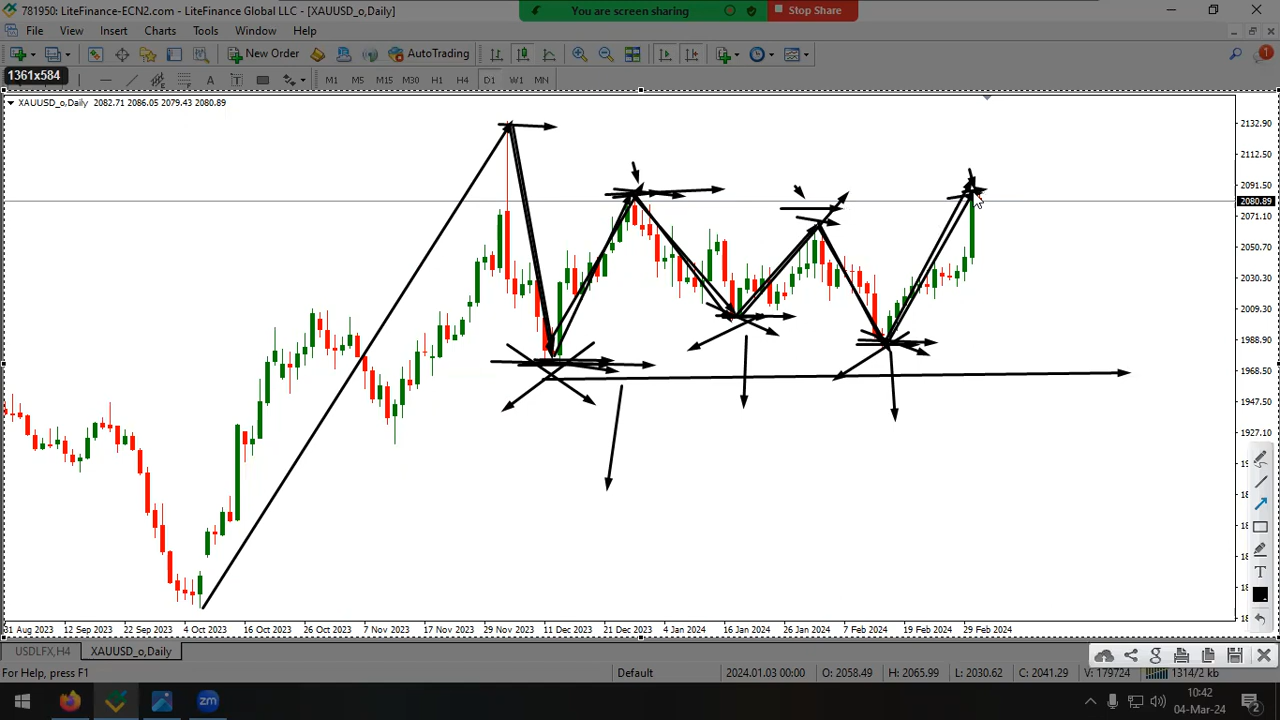 781950: LiteFinance-ECN2.com - LiteFinance Global LLC - [XAUUSD_o,Daily]
You are screen sharing
Stop Share
File View Insert Charts Tools Window Help
New Order AutoTrading
1361x584
M1 M5 M15 M30 H1 H4 D1 W1 MN
XAUUSD_o,Daily 2082.71 2086.05 2079.43 2080.89
2132.90
2112.50
2091.50
2080.89
2071.10
2050.70
2030.30
2009.30
1988.90
1968.50
1947.50
1927.10
31 Aug 2023 12 Sep 2023 22 Sep 2023 4 Oct 2023 16 Oct 2023 26 Oct 2023 7 Nov 2023 17 Nov 2023 29 Nov 2023 11 Dec 2023 21 Dec 2023 4 Jan 2024 16 Jan 2024 26 Jan 2024 7 Feb 2024 19 Feb 2024 29 Feb 2024
USDLFX,H4 XAUUSD_o,Daily
For Help, press F1 Default 2024.01.03 00:00 O: 2058.49 H: 2065.99 L: 2030.62 C: 2041.29 V: 179724 1314/2 kb
zm
10:42
04-Mar-24
2